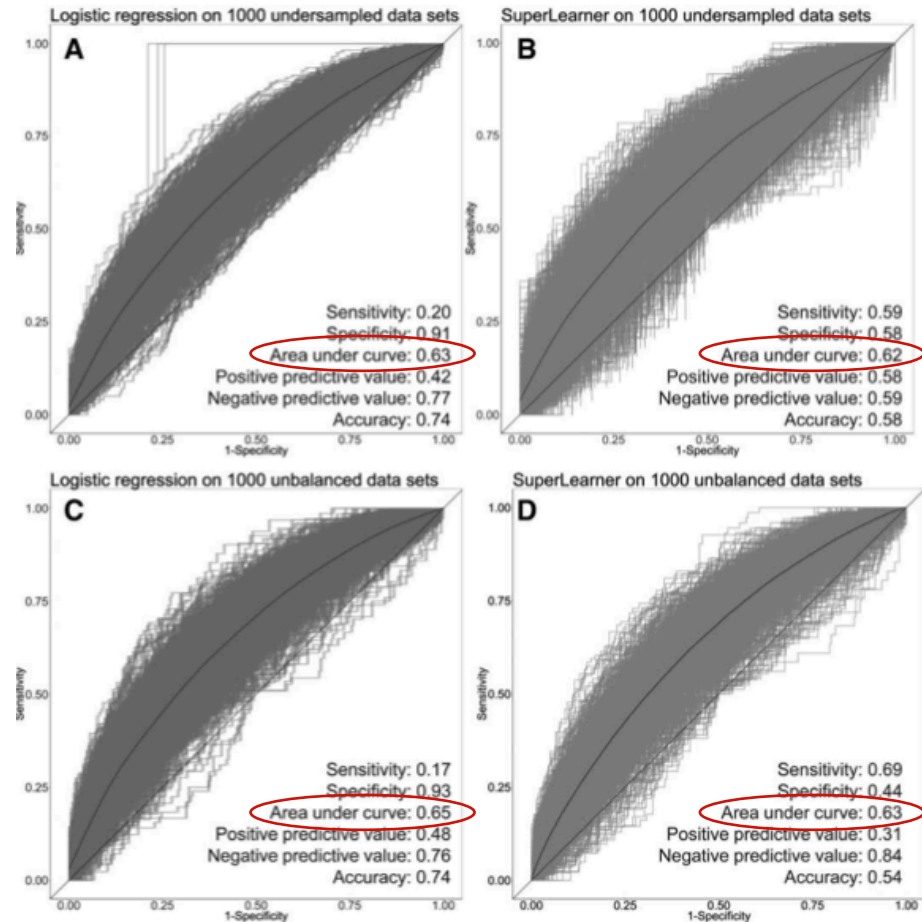 Logistic regression on 1000 undersampled data sets
A
1.00
0.75
0.50
0.25
0.00
Sensitivity
Sensitivity: 0.20
Specificity: 0.91
Area under curve: 0.63
Positive predictive value: 0.42
Negative predictive value: 0.77
Accuracy: 0.74
0.00 0.25 0.50 0.75 1.00
1-Specificity
SuperLearner on 1000 undersampled data sets
B
1.00
0.75
0.50
0.25
0.00
Sensitivity
Sensitivity: 0.59
Specificity: 0.58
Area under curve: 0.62
Positive predictive value: 0.58
Negative predictive value: 0.59
Accuracy: 0.58
0.00 0.25 0.50 0.75 1.00
1-Specificity
Logistic regression on 1000 unbalanced data sets
C
1.00
0.75
0.50
0.25
0.00
Sensitivity
Sensitivity: 0.17
Specificity: 0.93
Area under curve: 0.65
Positive predictive value: 0.48
Negative predictive value: 0.76
Accuracy: 0.74
0.00 0.25 0.50 0.75 1.00
1-Specificity
SuperLearner on 1000 unbalanced data sets
D
1.00
0.75
0.50
0.25
0.00
Sensitivity
Sensitivity: 0.69
Specificity: 0.44
Area under curve: 0.63
Positive predictive value: 0.31
Negative predictive value: 0.84
Accuracy: 0.54
0.00 0.25 0.50 0.75 1.00
1-Specificity